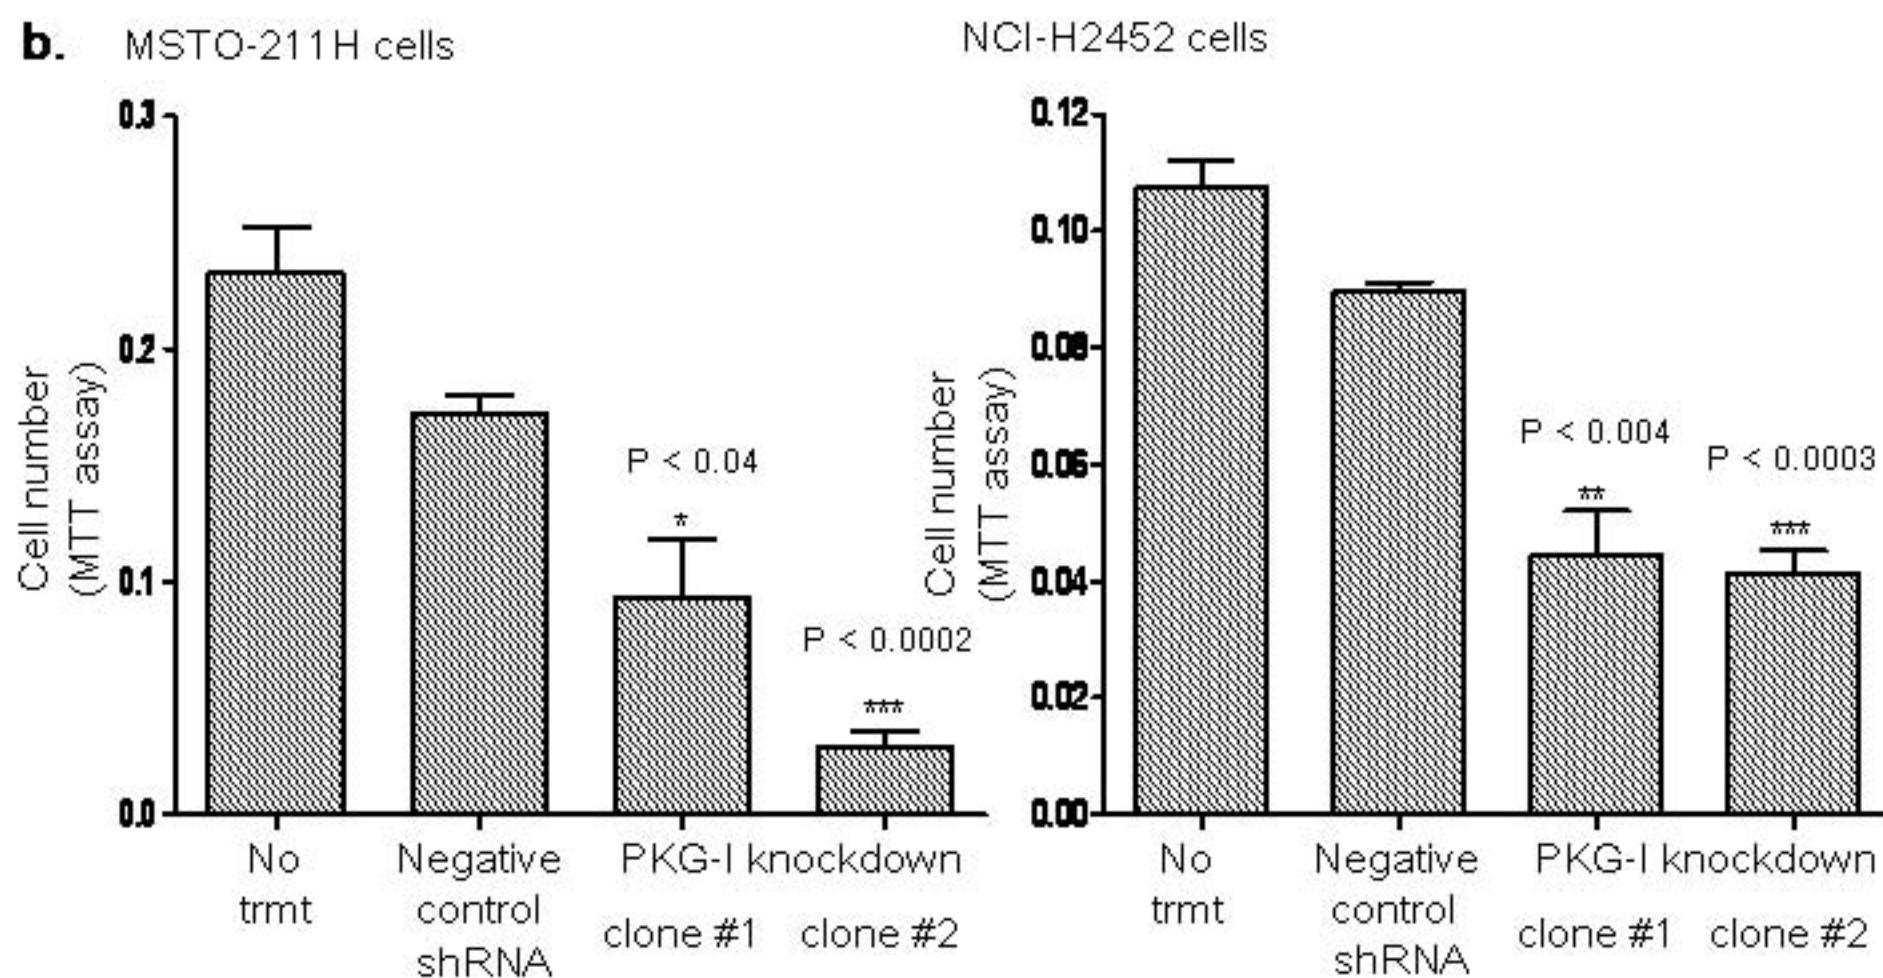 b. MSTO-211H cells
0.3
0.2
0.1
0.0
Cell number
(MTT assay)
P < 0.04
*
P < 0.0002
***
No
trmt
Negative
control
shRNA
PKG-I knockdown
clone #1 clone #2
NCI-H2452 cells
0.12
0.10
0.08
0.06
0.04
0.02
0.00
Cell number
(MTT assay)
P < 0.004
**
P < 0.0003
***
No
trmt
Negative
control
shRNA
PKG-I knockdown
clone #1 clone #2